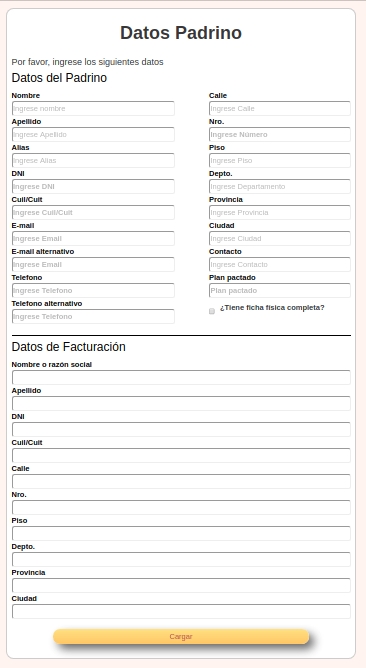 Datos Padrino
Por favor, ingrese los siguientes datos
Datos del Padrino
Nombre
Ingrese nombre
Apellido
Ingrese Apellido
Alias
Ingrese Alias
DNI
Ingrese DNI
Cuil/Cuit
Ingrese Cuil/Cuit
E-mail
Ingrese Email
E-mail alternativo
Ingrese Email
Telefono
Ingrese Telefono
Telefono alternativo
Ingrese Telefono
Calle
Ingrese Calle
Nro.
Ingrese Número
Piso
Ingrese Piso
Depto.
Ingrese Departamento
Provincia
Ingrese Provincia
Ciudad
Ingrese Ciudad
Contacto
Ingrese Contacto
Plan pactado
Plan pactado
¿Tiene ficha física completa?
Datos de Facturación
Nombre o razón social
Apellido
DNI
Cuil/Cuit
Calle
Nro.
Piso
Depto.
Provincia
Ciudad
Cargar